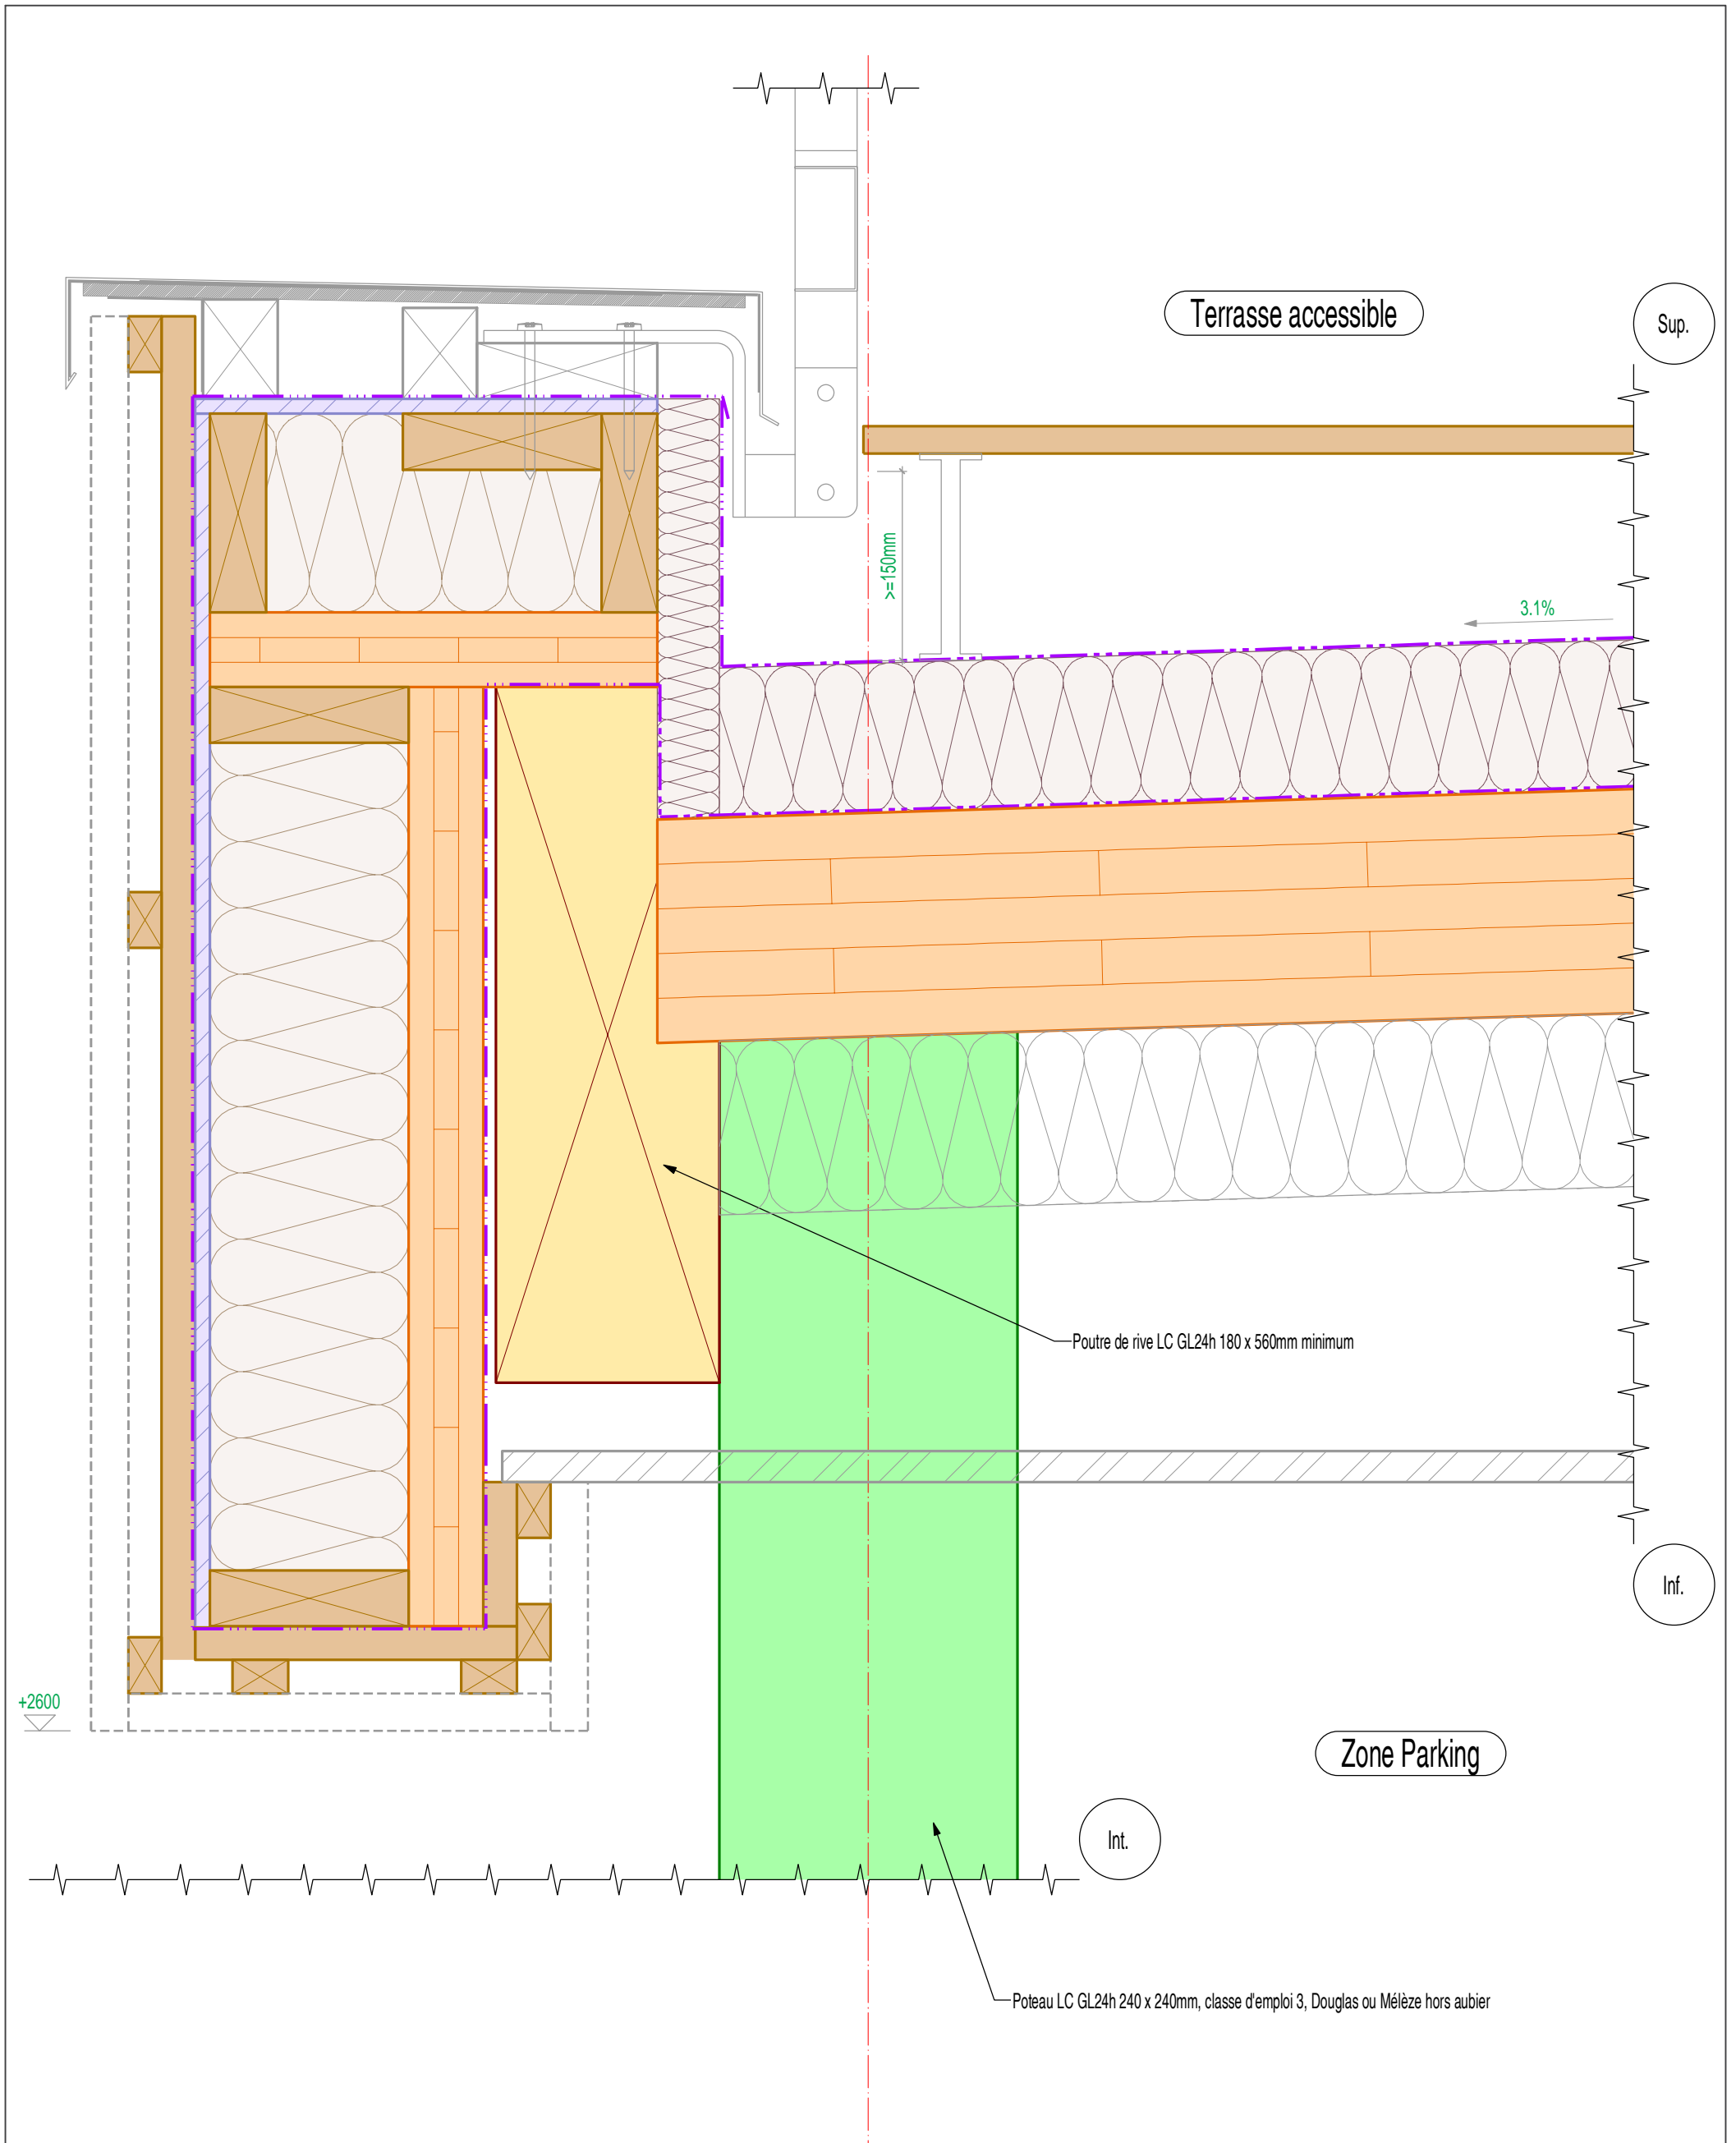 Terrasse accessible
Sup.
>=150mm
3.1%
Poutre de rive LC GL24h 180 x 560mm minimum
Inf.
+2600
Zone Parking
Int.
Poteau LC GL24h 240 x 240mm, classe d'emploi 3, Douglas ou Mélèze hors aubier